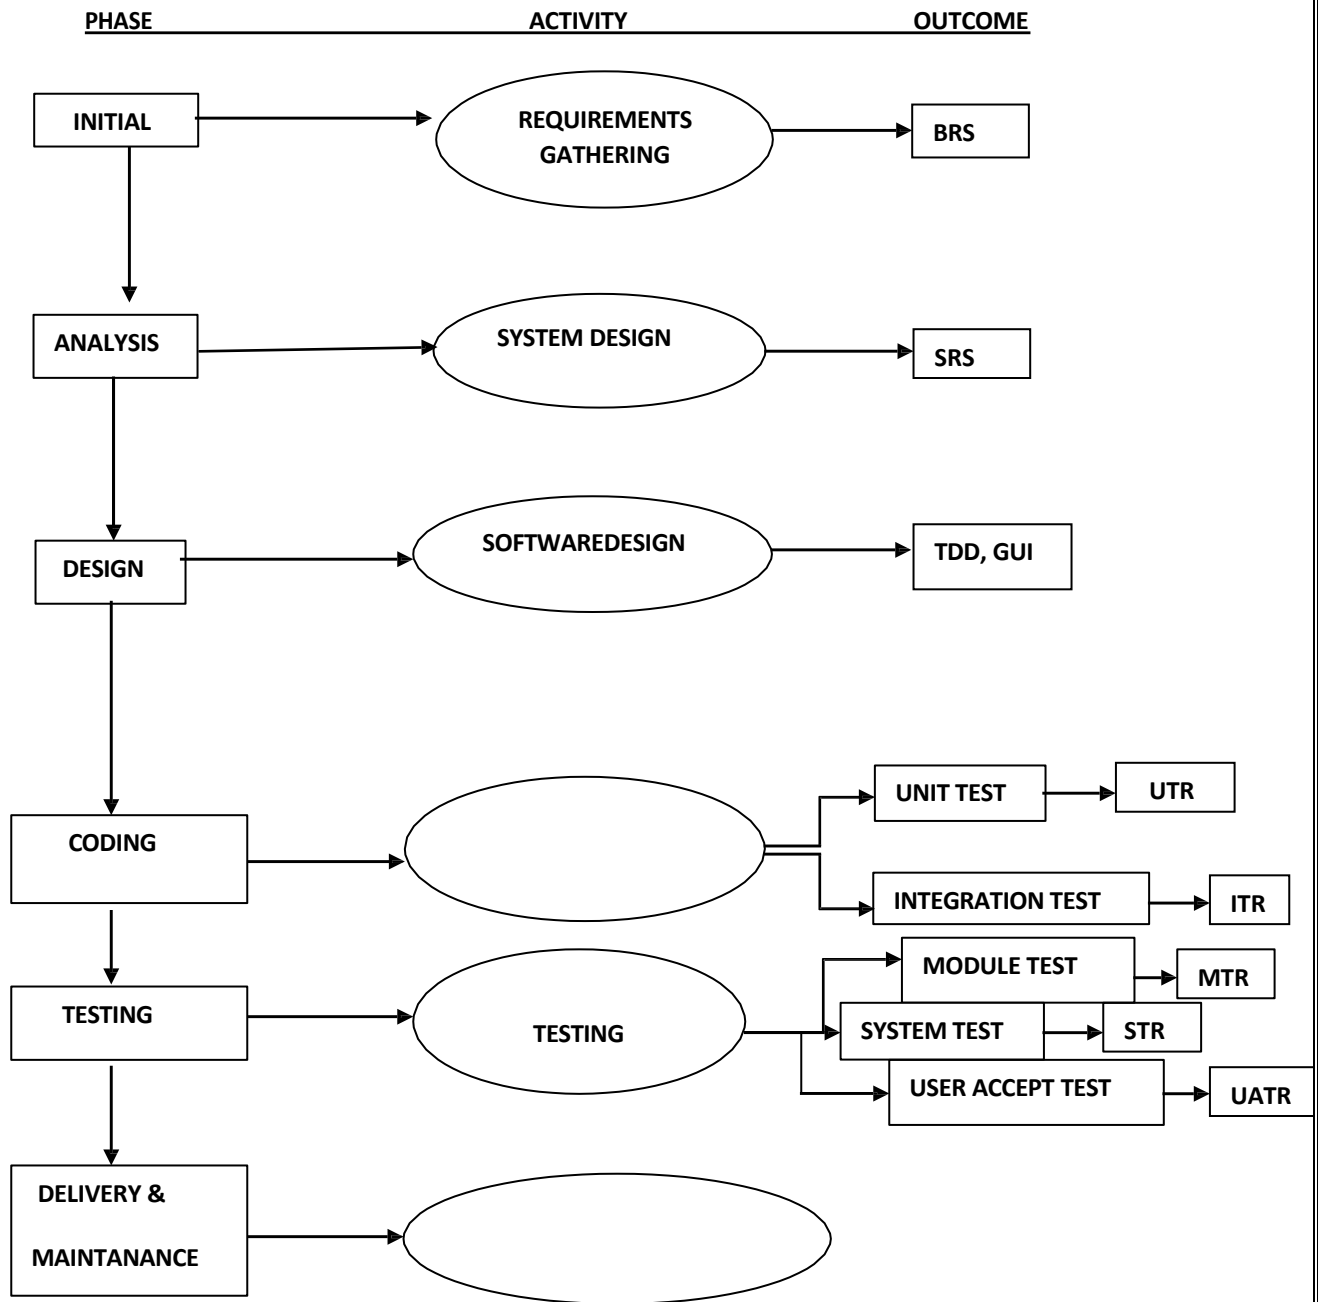 PHASE ACTIVITY OUTCOME
INITIAL
REQUIREMENTS
GATHERING
BRS
ANALYSIS
SYSTEM DESIGN
SRS
DESIGN
SOFTWAREDESIGN
TDD, GUI
CODING
UNIT TEST
UTR
INTEGRATION TEST
ITR
TESTING
TESTING
MODULE TEST
MTR
SYSTEM TEST
STR
USER ACCEPT TEST
UATR
DELIVERY &
MAINTANANCE